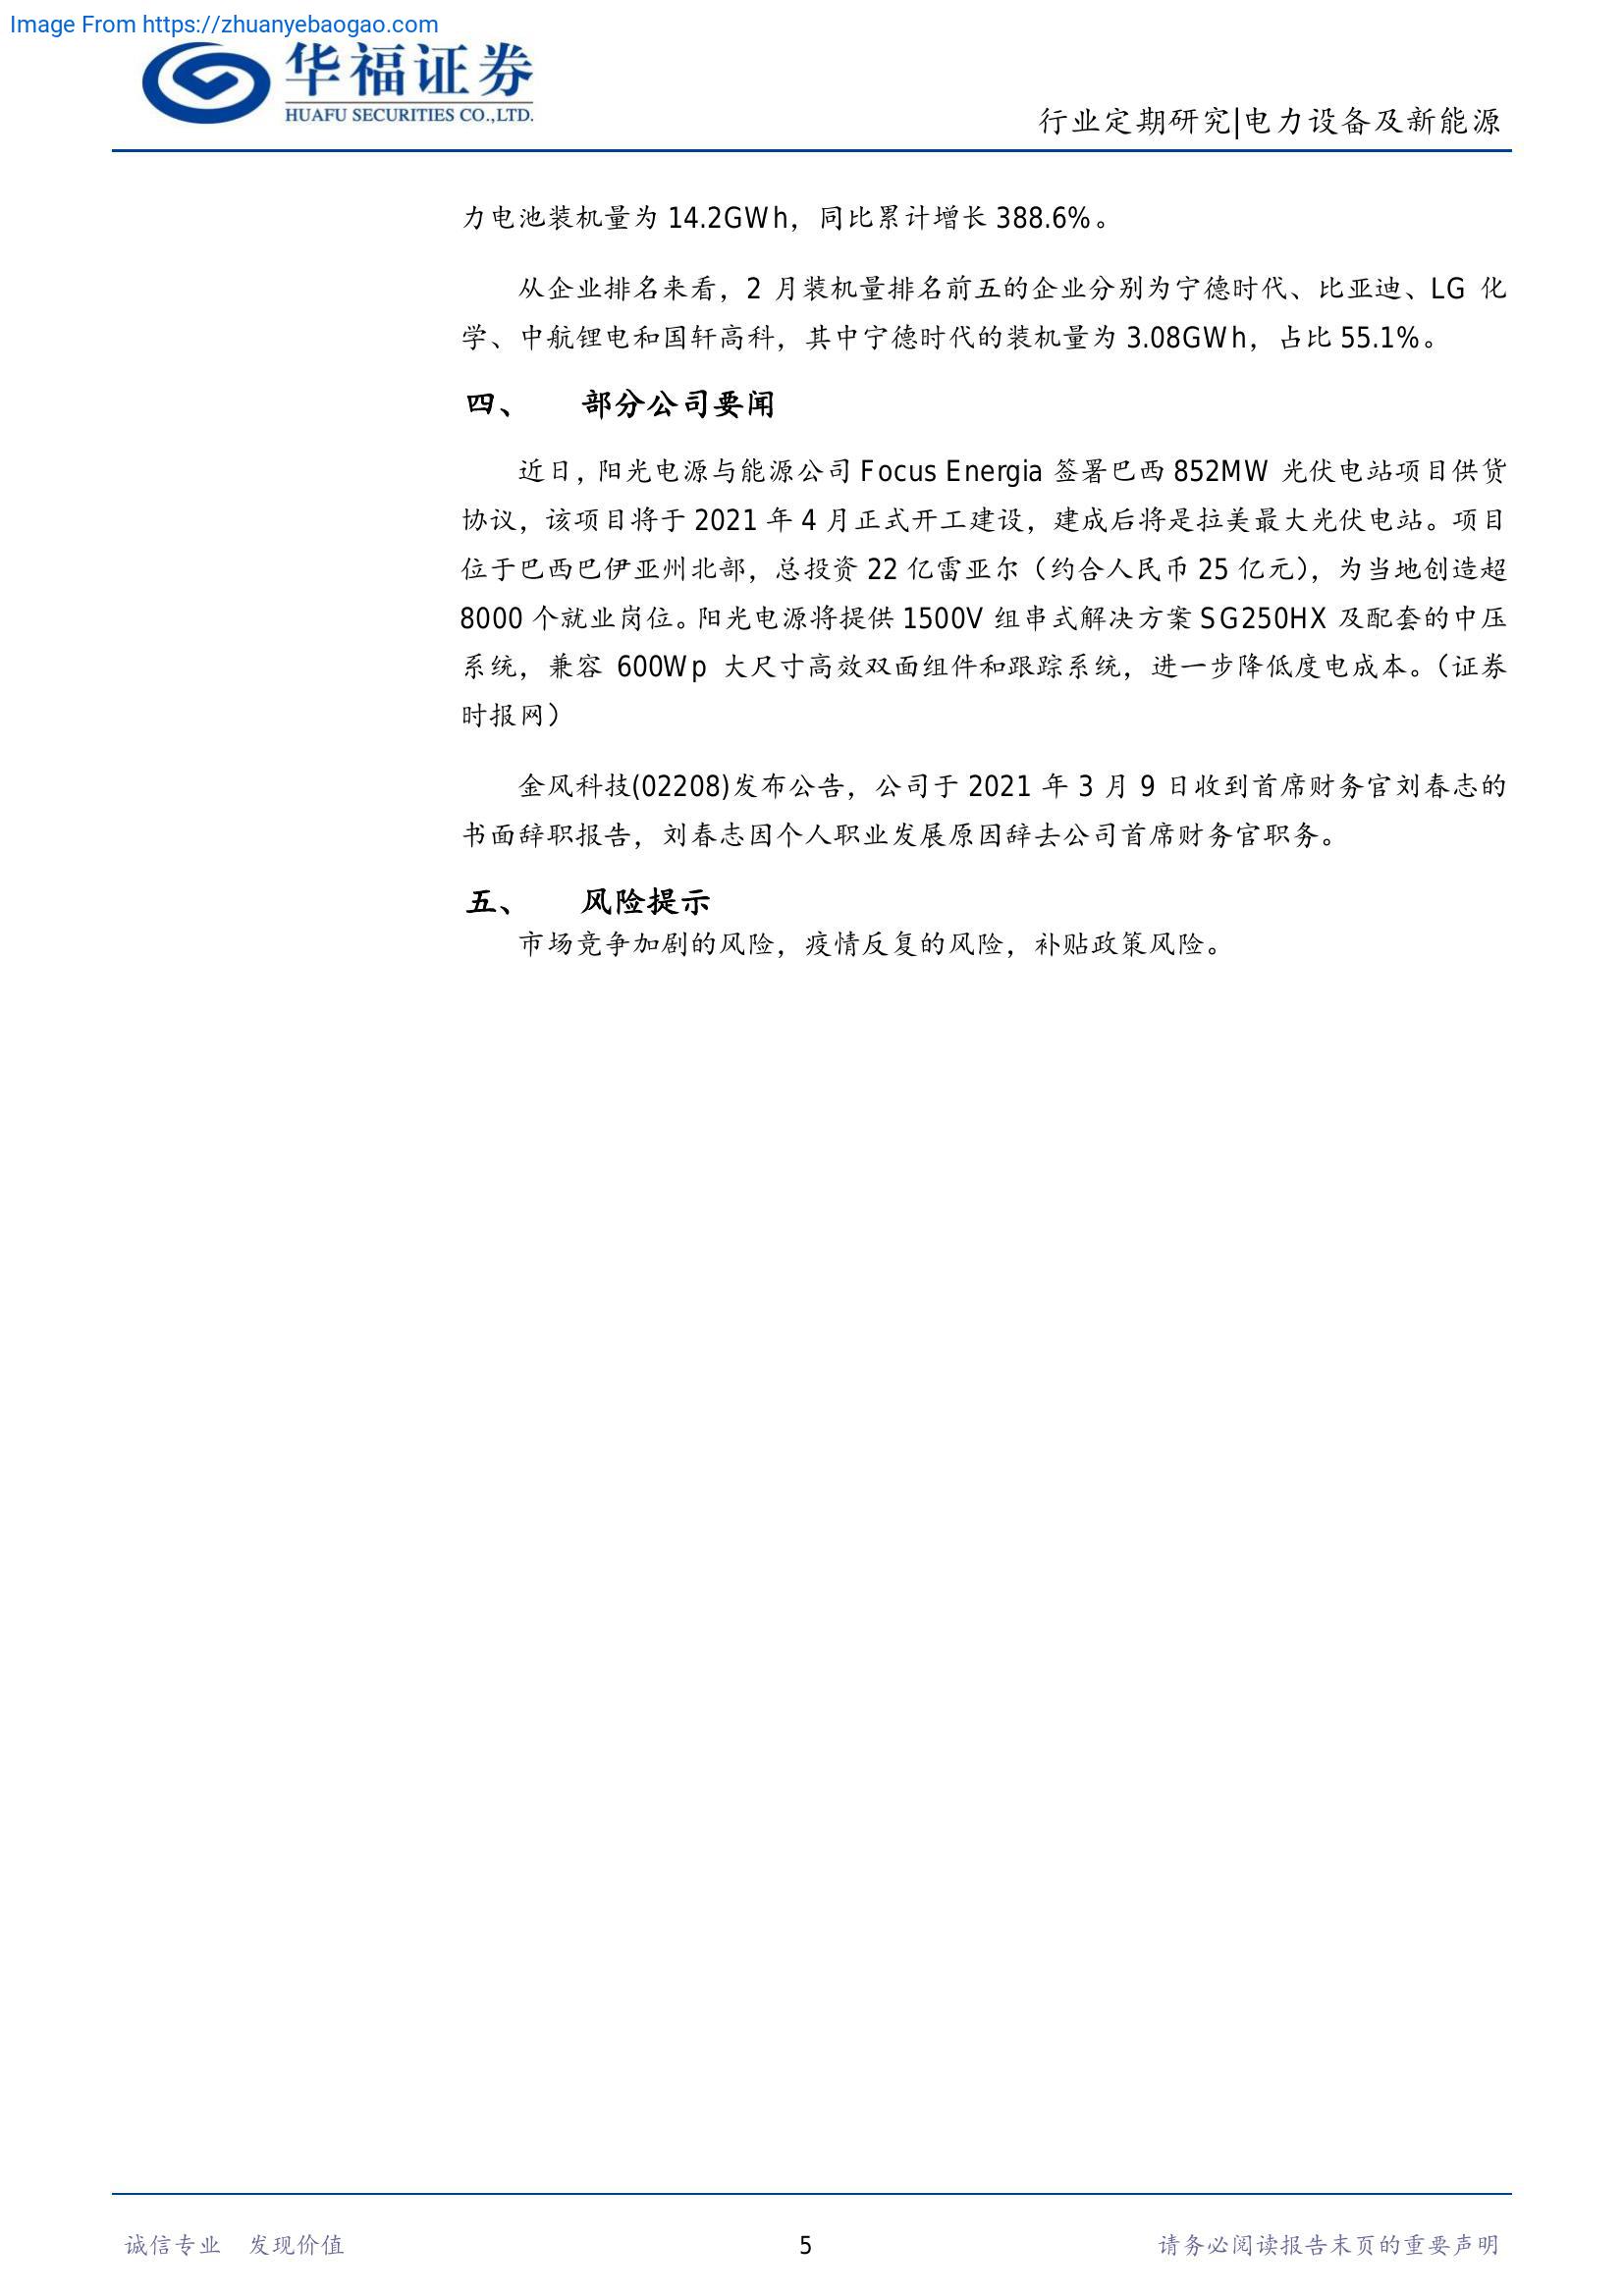 Image From https://zhuanyebaogao.com
华福证券
HUAFU SECURITIES CO.,LTD.
行业定期研究|电力设备及新能源
力电池装机量为 14.2GWh，同比累计增长 388.6%。
从企业排名来看，2 月装机量排名前五的企业分别为宁德时代、比亚迪、LG 化
学、中航锂电和国轩高科，其中宁德时代的装机量为 3.08GWh，占比 55.1%。
四、 部分公司要闻
近日，阳光电源与能源公司 Focus Energia 签署巴西 852MW 光伏电站项目供货
协议，该项目将于 2021 年 4 月正式开工建设，建成后将是拉美最大光伏电站。项目
位于巴西巴伊亚州北部，总投资 22 亿雷亚尔（约合人民币 25 亿元），为当地创造超
8000 个就业岗位。阳光电源将提供 1500V 组串式解决方案 SG250HX 及配套的中压
系统，兼容 600Wp 大尺寸高效双面组件和跟踪系统，进一步降低度电成本。（证券
时报网）
金风科技(02208)发布公告，公司于 2021 年 3 月 9 日收到首席财务官刘春志的
书面辞职报告，刘春志因个人职业发展原因辞去公司首席财务官职务。
五、 风险提示
市场竞争加剧的风险，疫情反复的风险，补贴政策风险。
诚信专业 发现价值
5
请务必阅读报告末页的重要声明